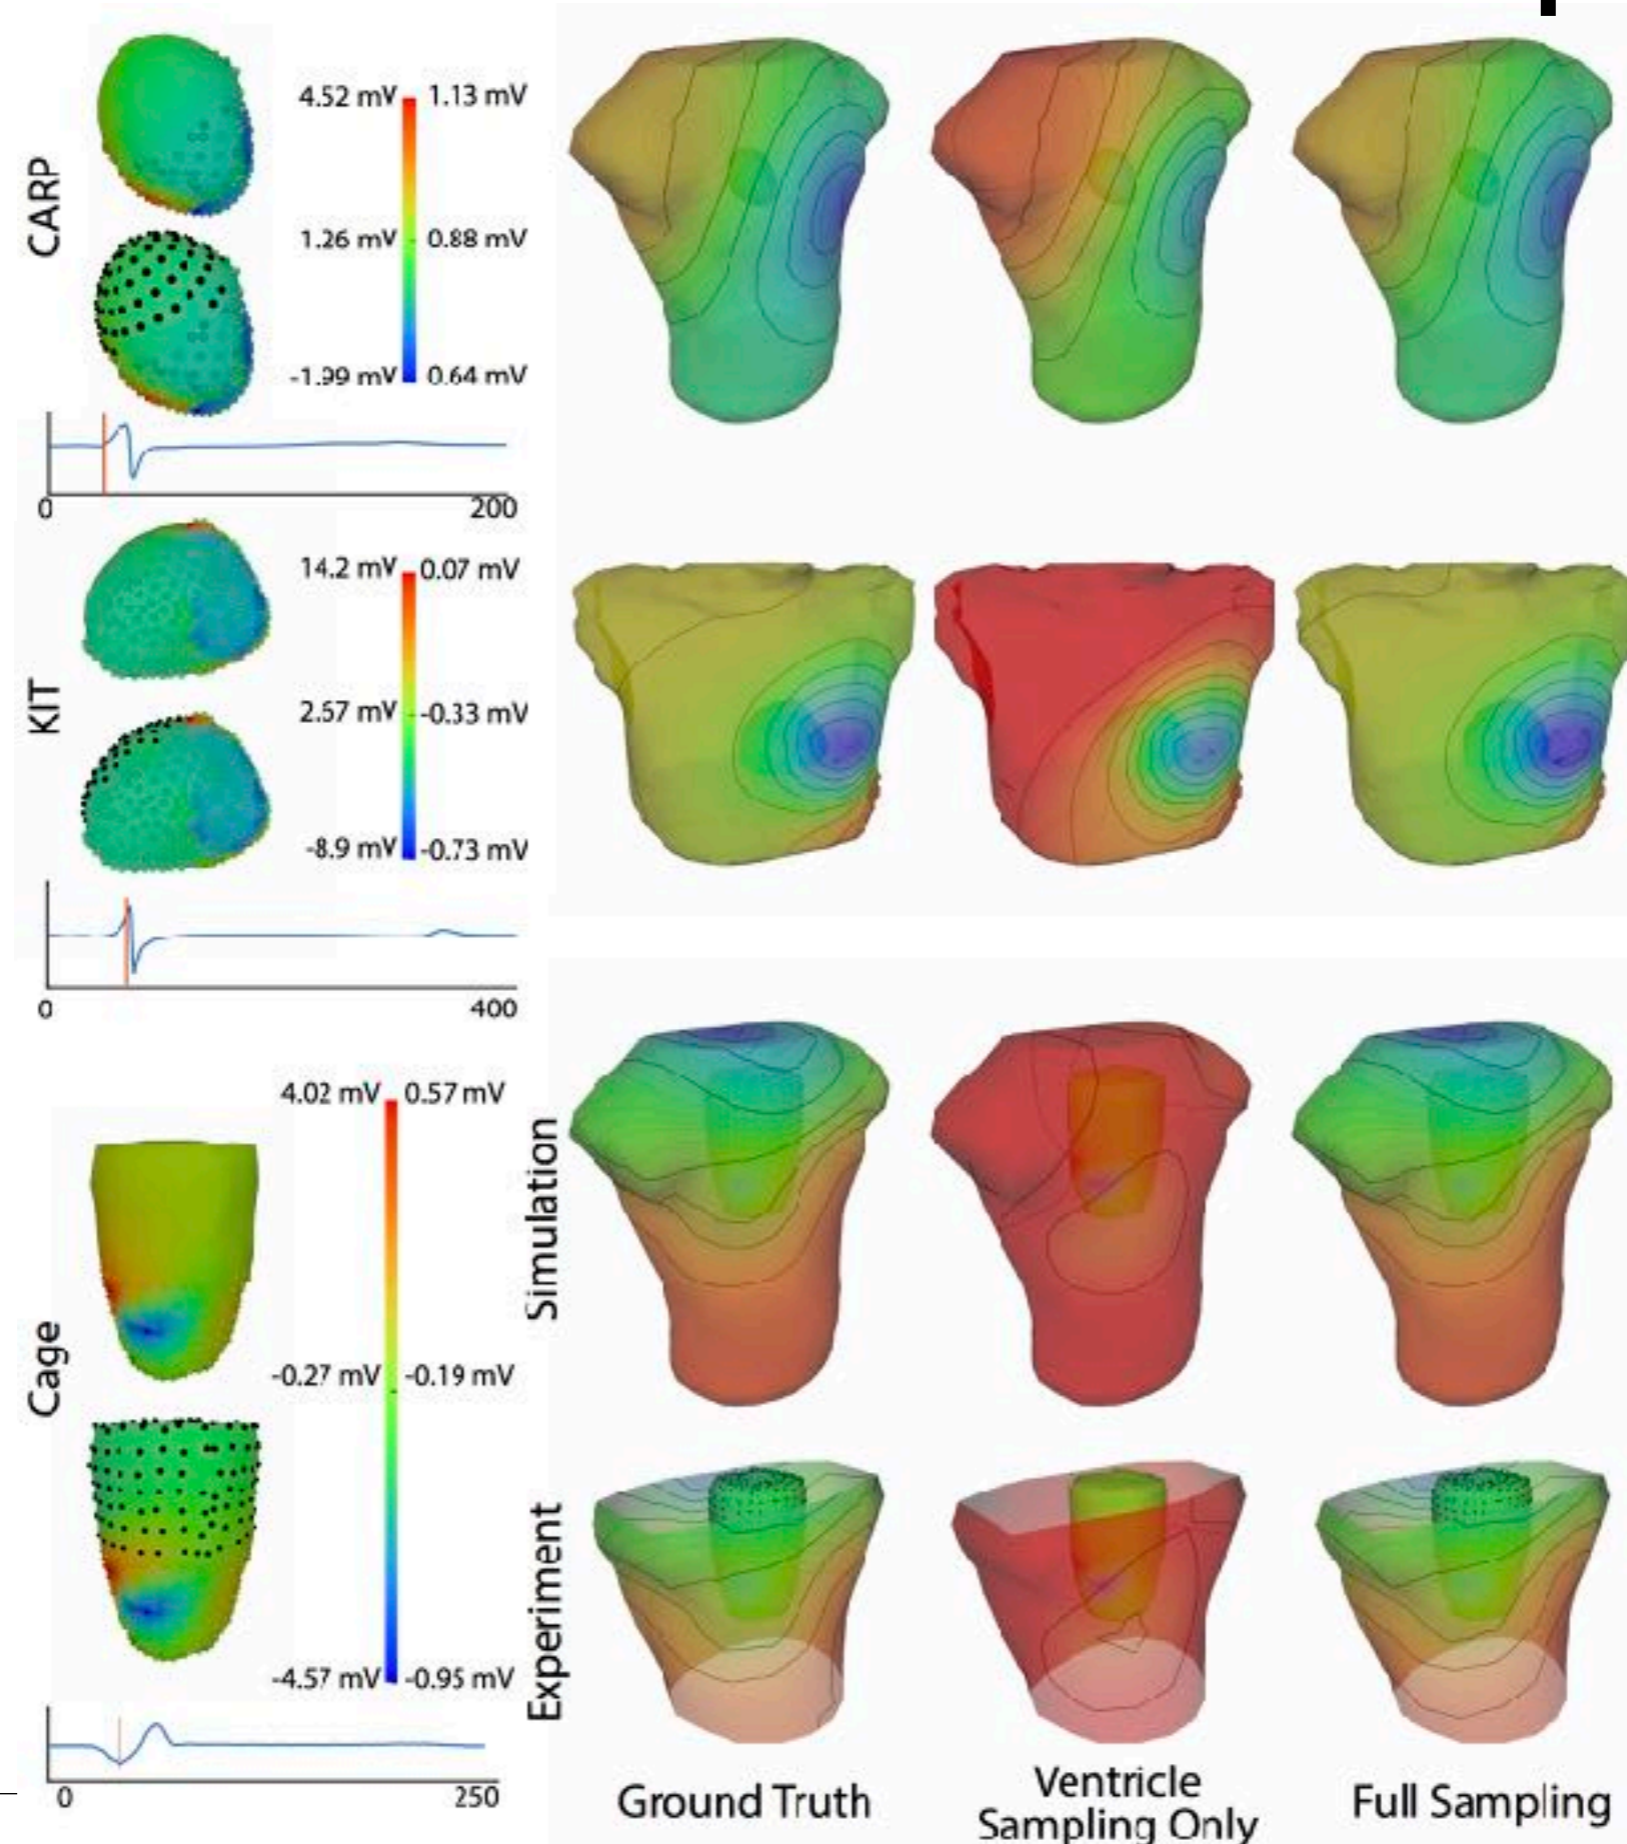 CARP
4.52 mV 1.13 mV
1.26 mV 0.88 mV
-1.99 mV 0.64 mV
0 200
KIT
14.2 mV 0.07 mV
2.57 mV -0.33 mV
-8.9 mV -0.73 mV
0 400
Cage
4.02 mV 0.57 mV
-0.27 mV -0.19 mV
-4.57 mV -0.95 mV
0 250
Simulation
Experiment
Ground Truth
Ventricle
Sampling Only
Full Sampling